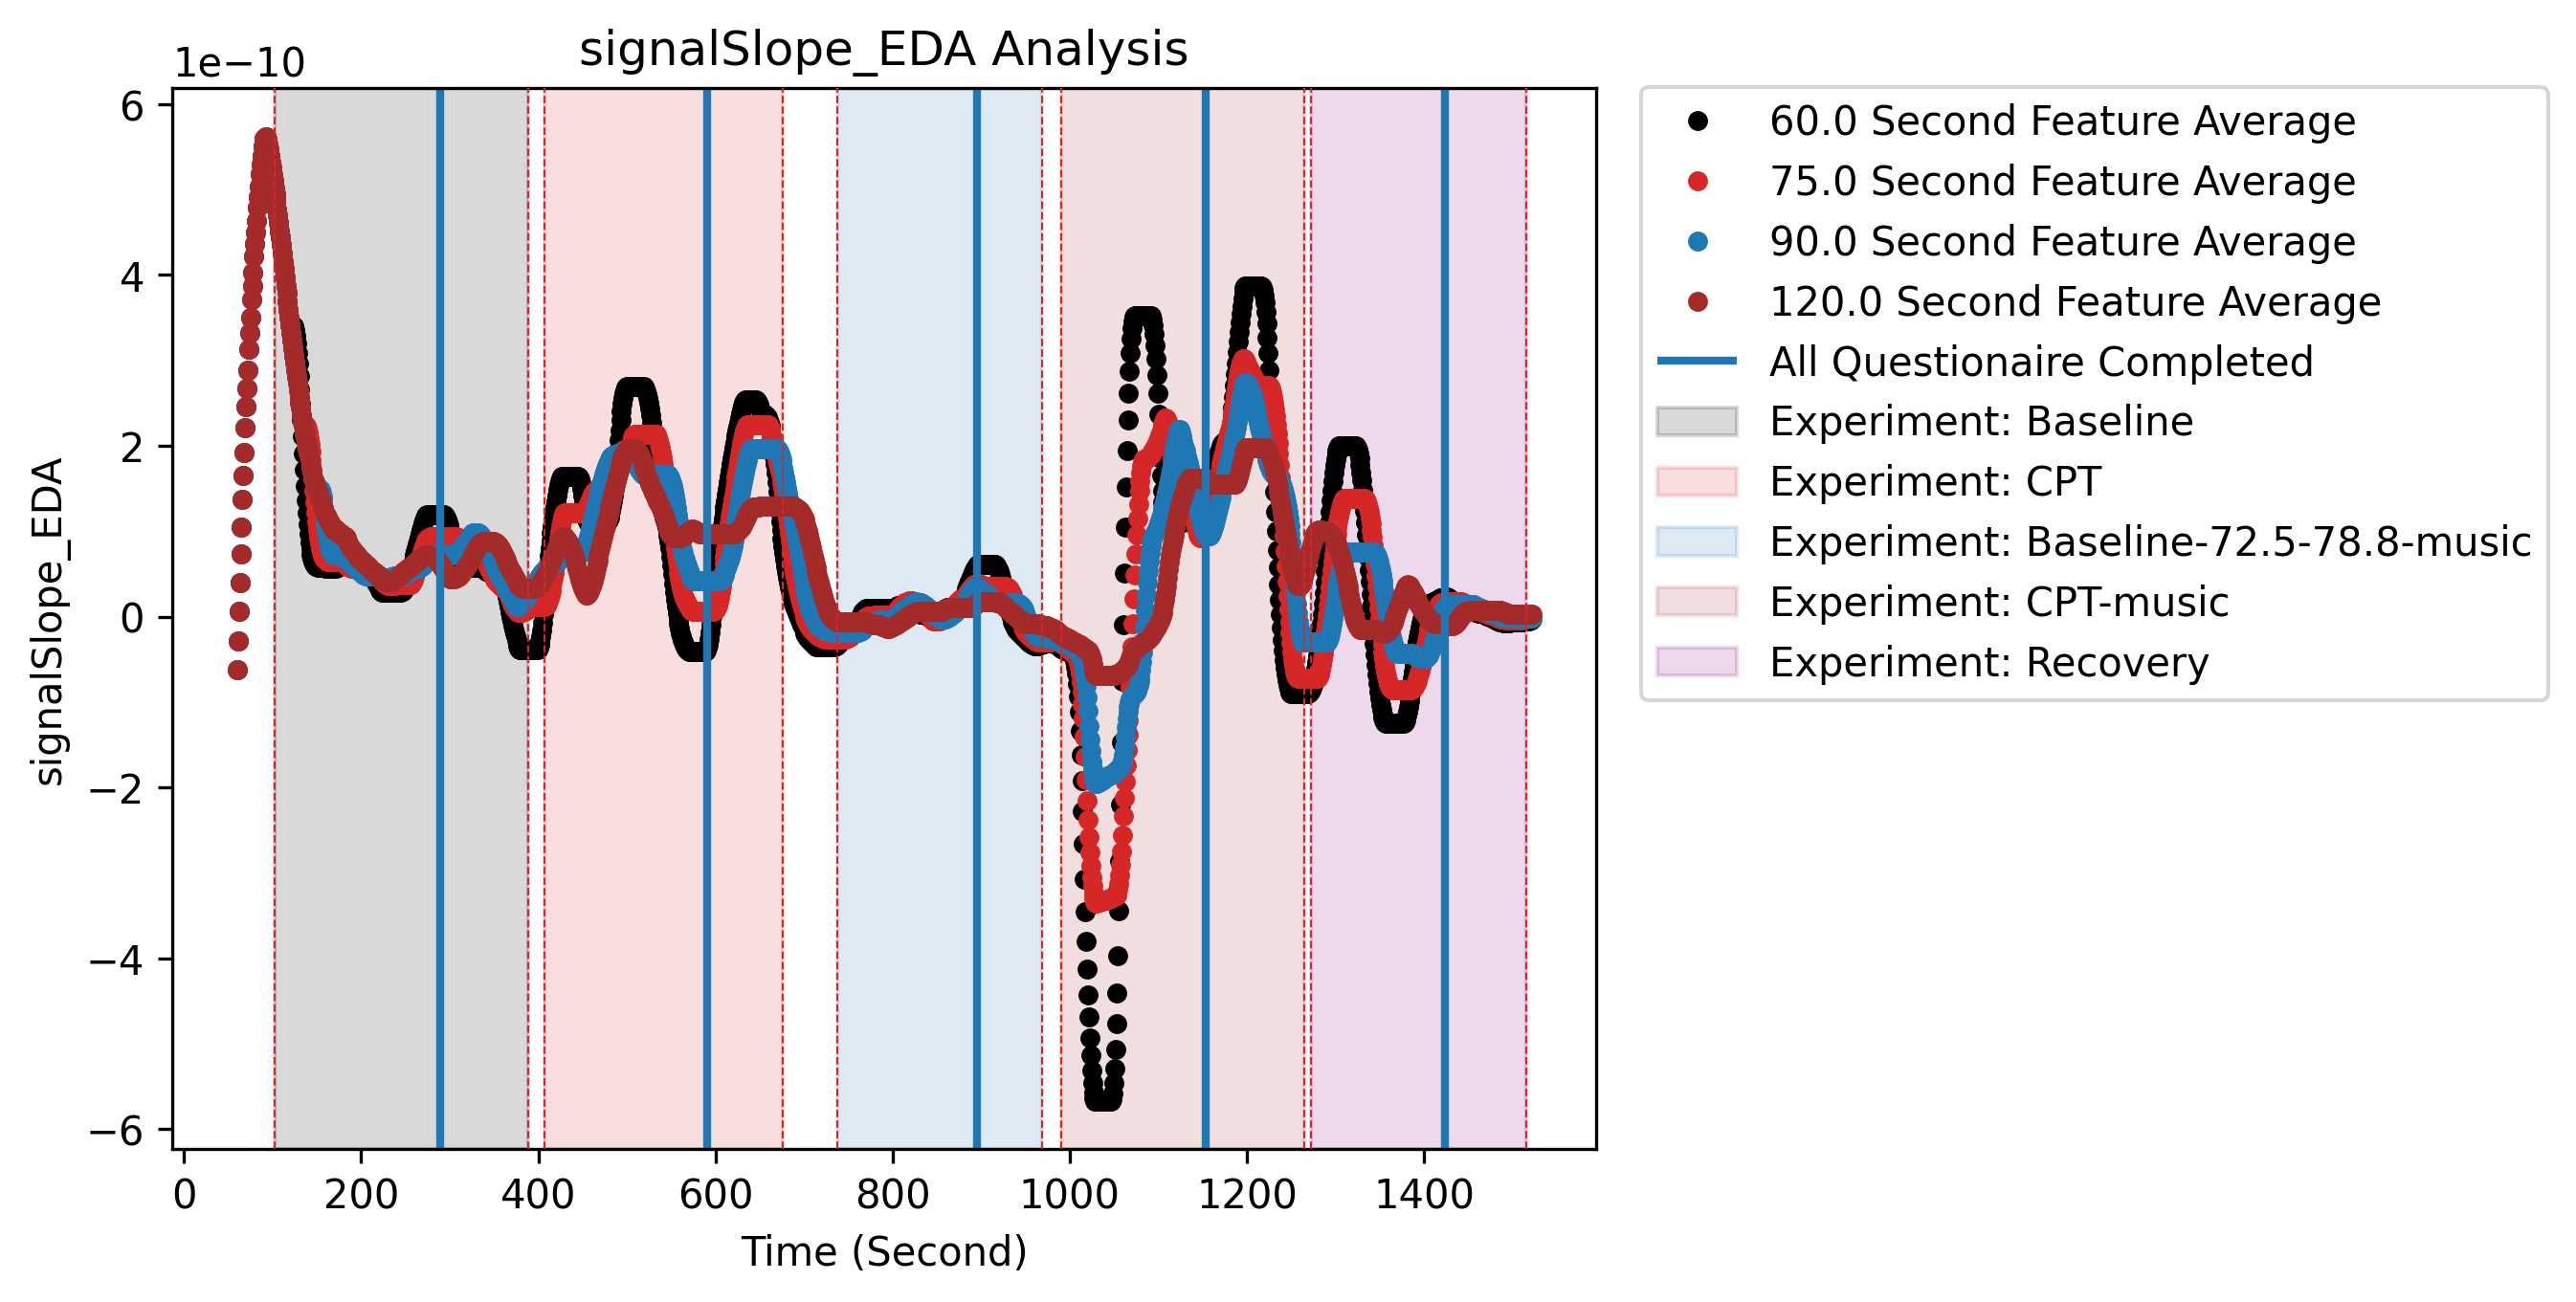 signalSlope_EDA Analysis
1e−10
6
4
2
0
−2
−4
−6
signalSlope_EDA
0 200 400 600 800 1000 1200 1400
Time (Second)
60.0 Second Feature Average
75.0 Second Feature Average
90.0 Second Feature Average
120.0 Second Feature Average
All Questionaire Completed
Experiment: Baseline
Experiment: CPT
Experiment: Baseline-72.5-78.8-music
Experiment: CPT-music
Experiment: Recovery